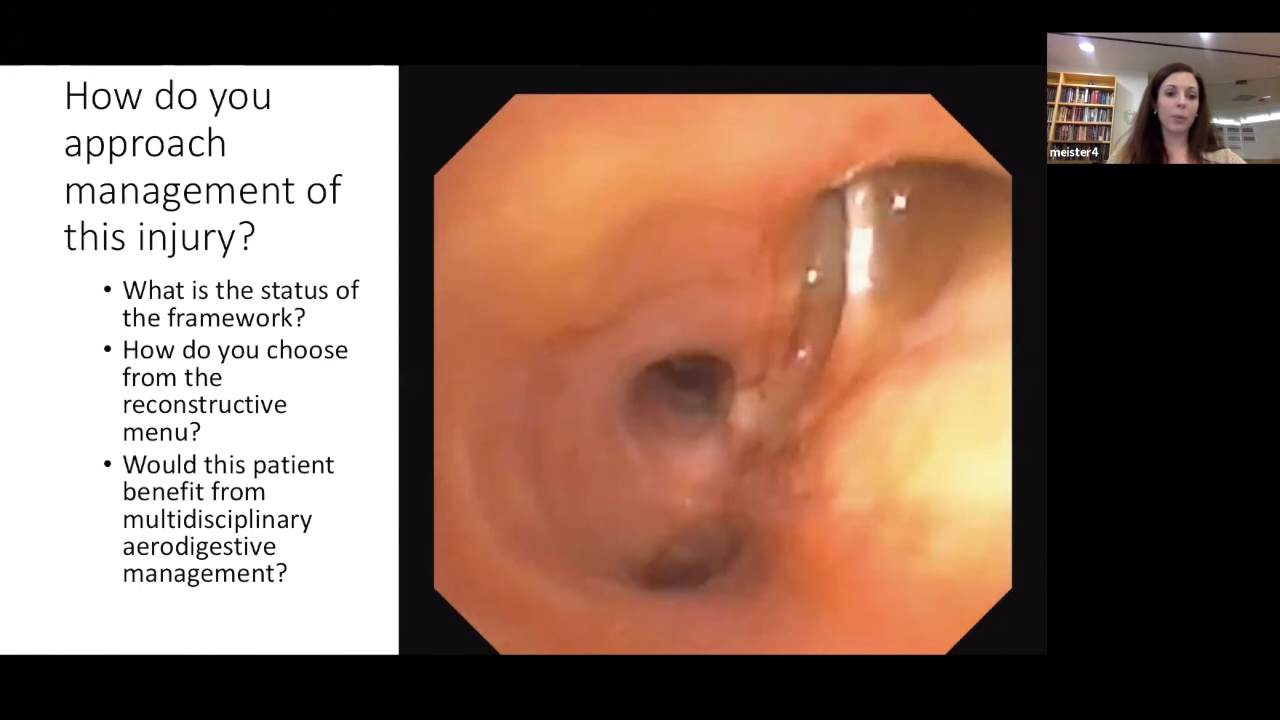 How do you
approach
management of
this injury?
• What is the status of
the framework?
• How do you choose
from the
reconstructive
menu?
• Would this patient
benefit from
multidisciplinary
aerodigestive
management?
meister4